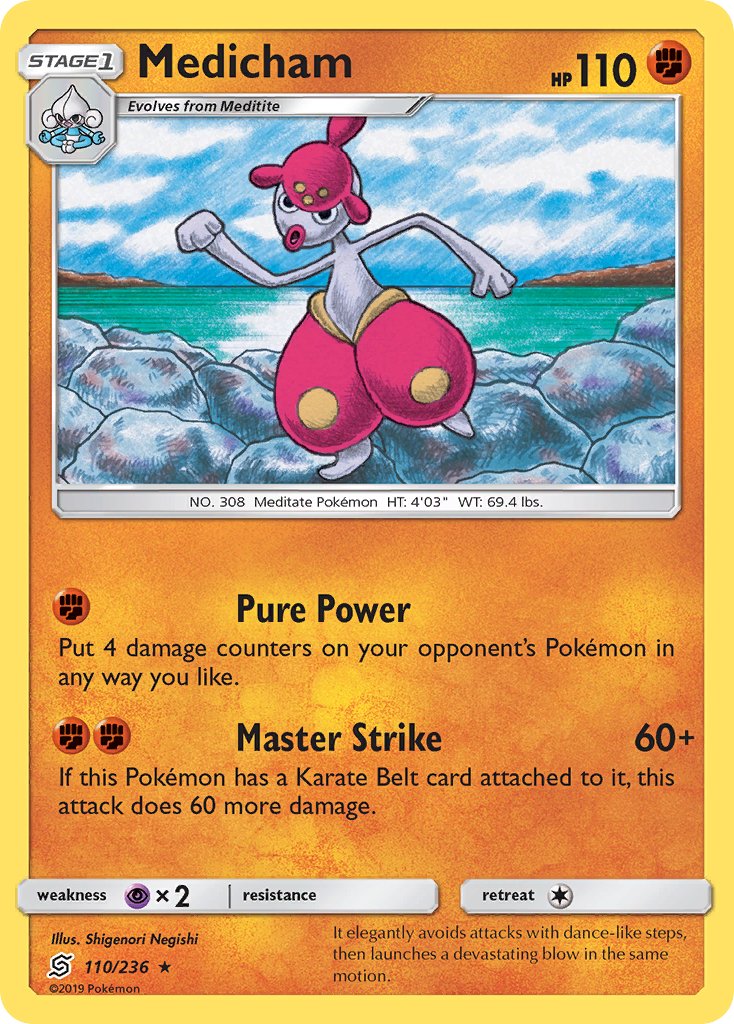 STAGE1
Medicham
HP 110
Evolves from Meditite
NO. 308 Meditate Pokémon HT: 4'03" WT: 69.4 lbs.
Pure Power
Put 4 damage counters on your opponent's Pokémon in
any way you like.
Master Strike 60+
If this Pokémon has a Karate Belt card attached to it, this
attack does 60 more damage.
weakness ×2 resistance retreat
Illus. Shigenori Negishi
110/236 ★
©2019 Pokémon
It elegantly avoids attacks with dance-like steps,
then launches a devastating blow in the same
motion.